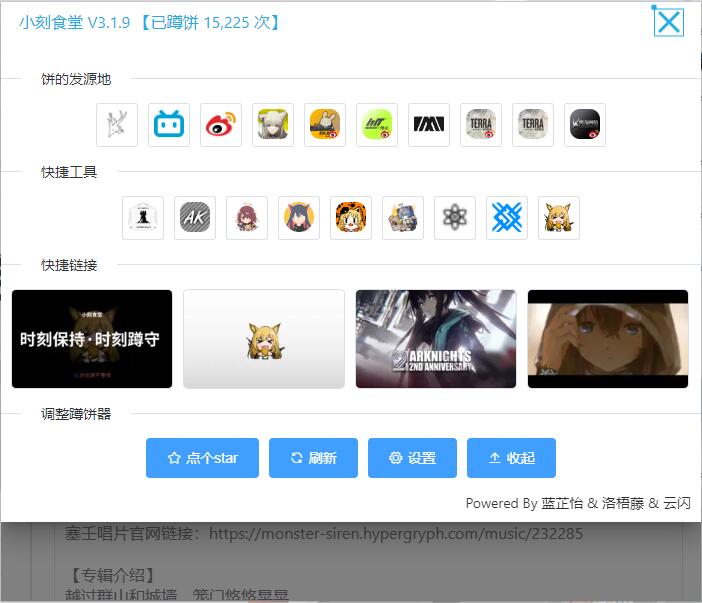 小刻食堂 V3.1.9 【已蹲饼 15,225 次】
饼的发源地
TERRA
TERRA
快捷工具
AK
快捷链接
小刻食堂
时刻保持·时刻蹲守
2
ARKNIGHTS
2ND ANNIVERSARY
调整蹲饼器
点个star
刷新
设置
收起
Powered By 蓝芷怡 & 洛梧藤 & 云闪
塞壬唱片官网链接：https://monster-siren.hypergryph.com/music/232285
【专辑介绍】
越过群山和城墙，笼门悠悠晃晃